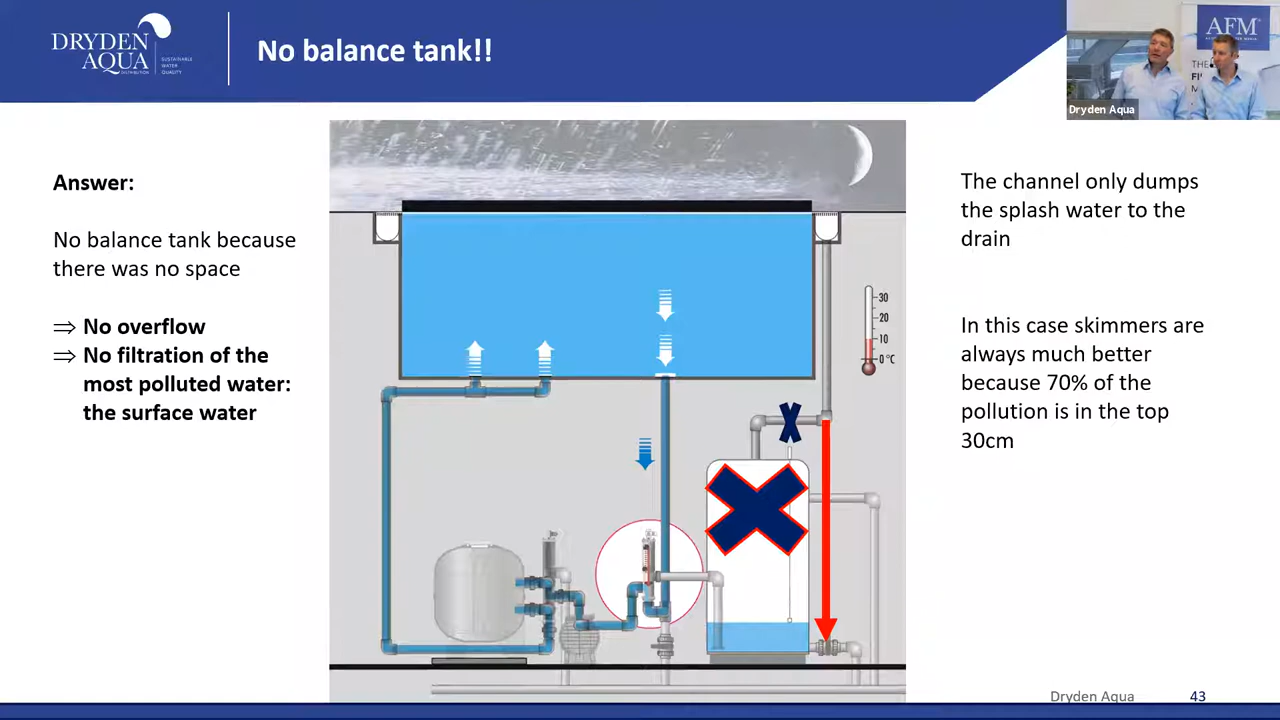 DRYDEN
AQUA
DISTRIBUTION
SUSTAINABLE
WATER
QUALITY
No balance tank!!
AFM
THE
FI
M
Dryden Aqua
Answer:
No balance tank because
there was no space
⇒ No overflow
⇒ No filtration of the
most polluted water:
the surface water
30
20
10
0 °C
The channel only dumps
the splash water to the
drain
In this case skimmers are
always much better
because 70% of the
pollution is in the top
30cm
Dryden Aqua
43